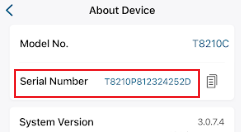 About Device
Model No. T8210C
Serial Number T8210P812324252D
System Version 3.0.7.4